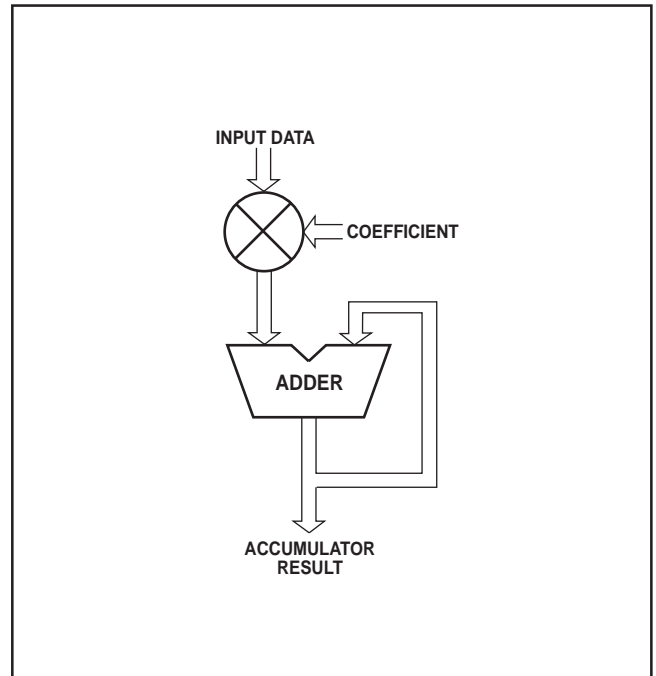 INPUT DATA
COEFFICIENT
ADDER
ACCUMULATOR
RESULT